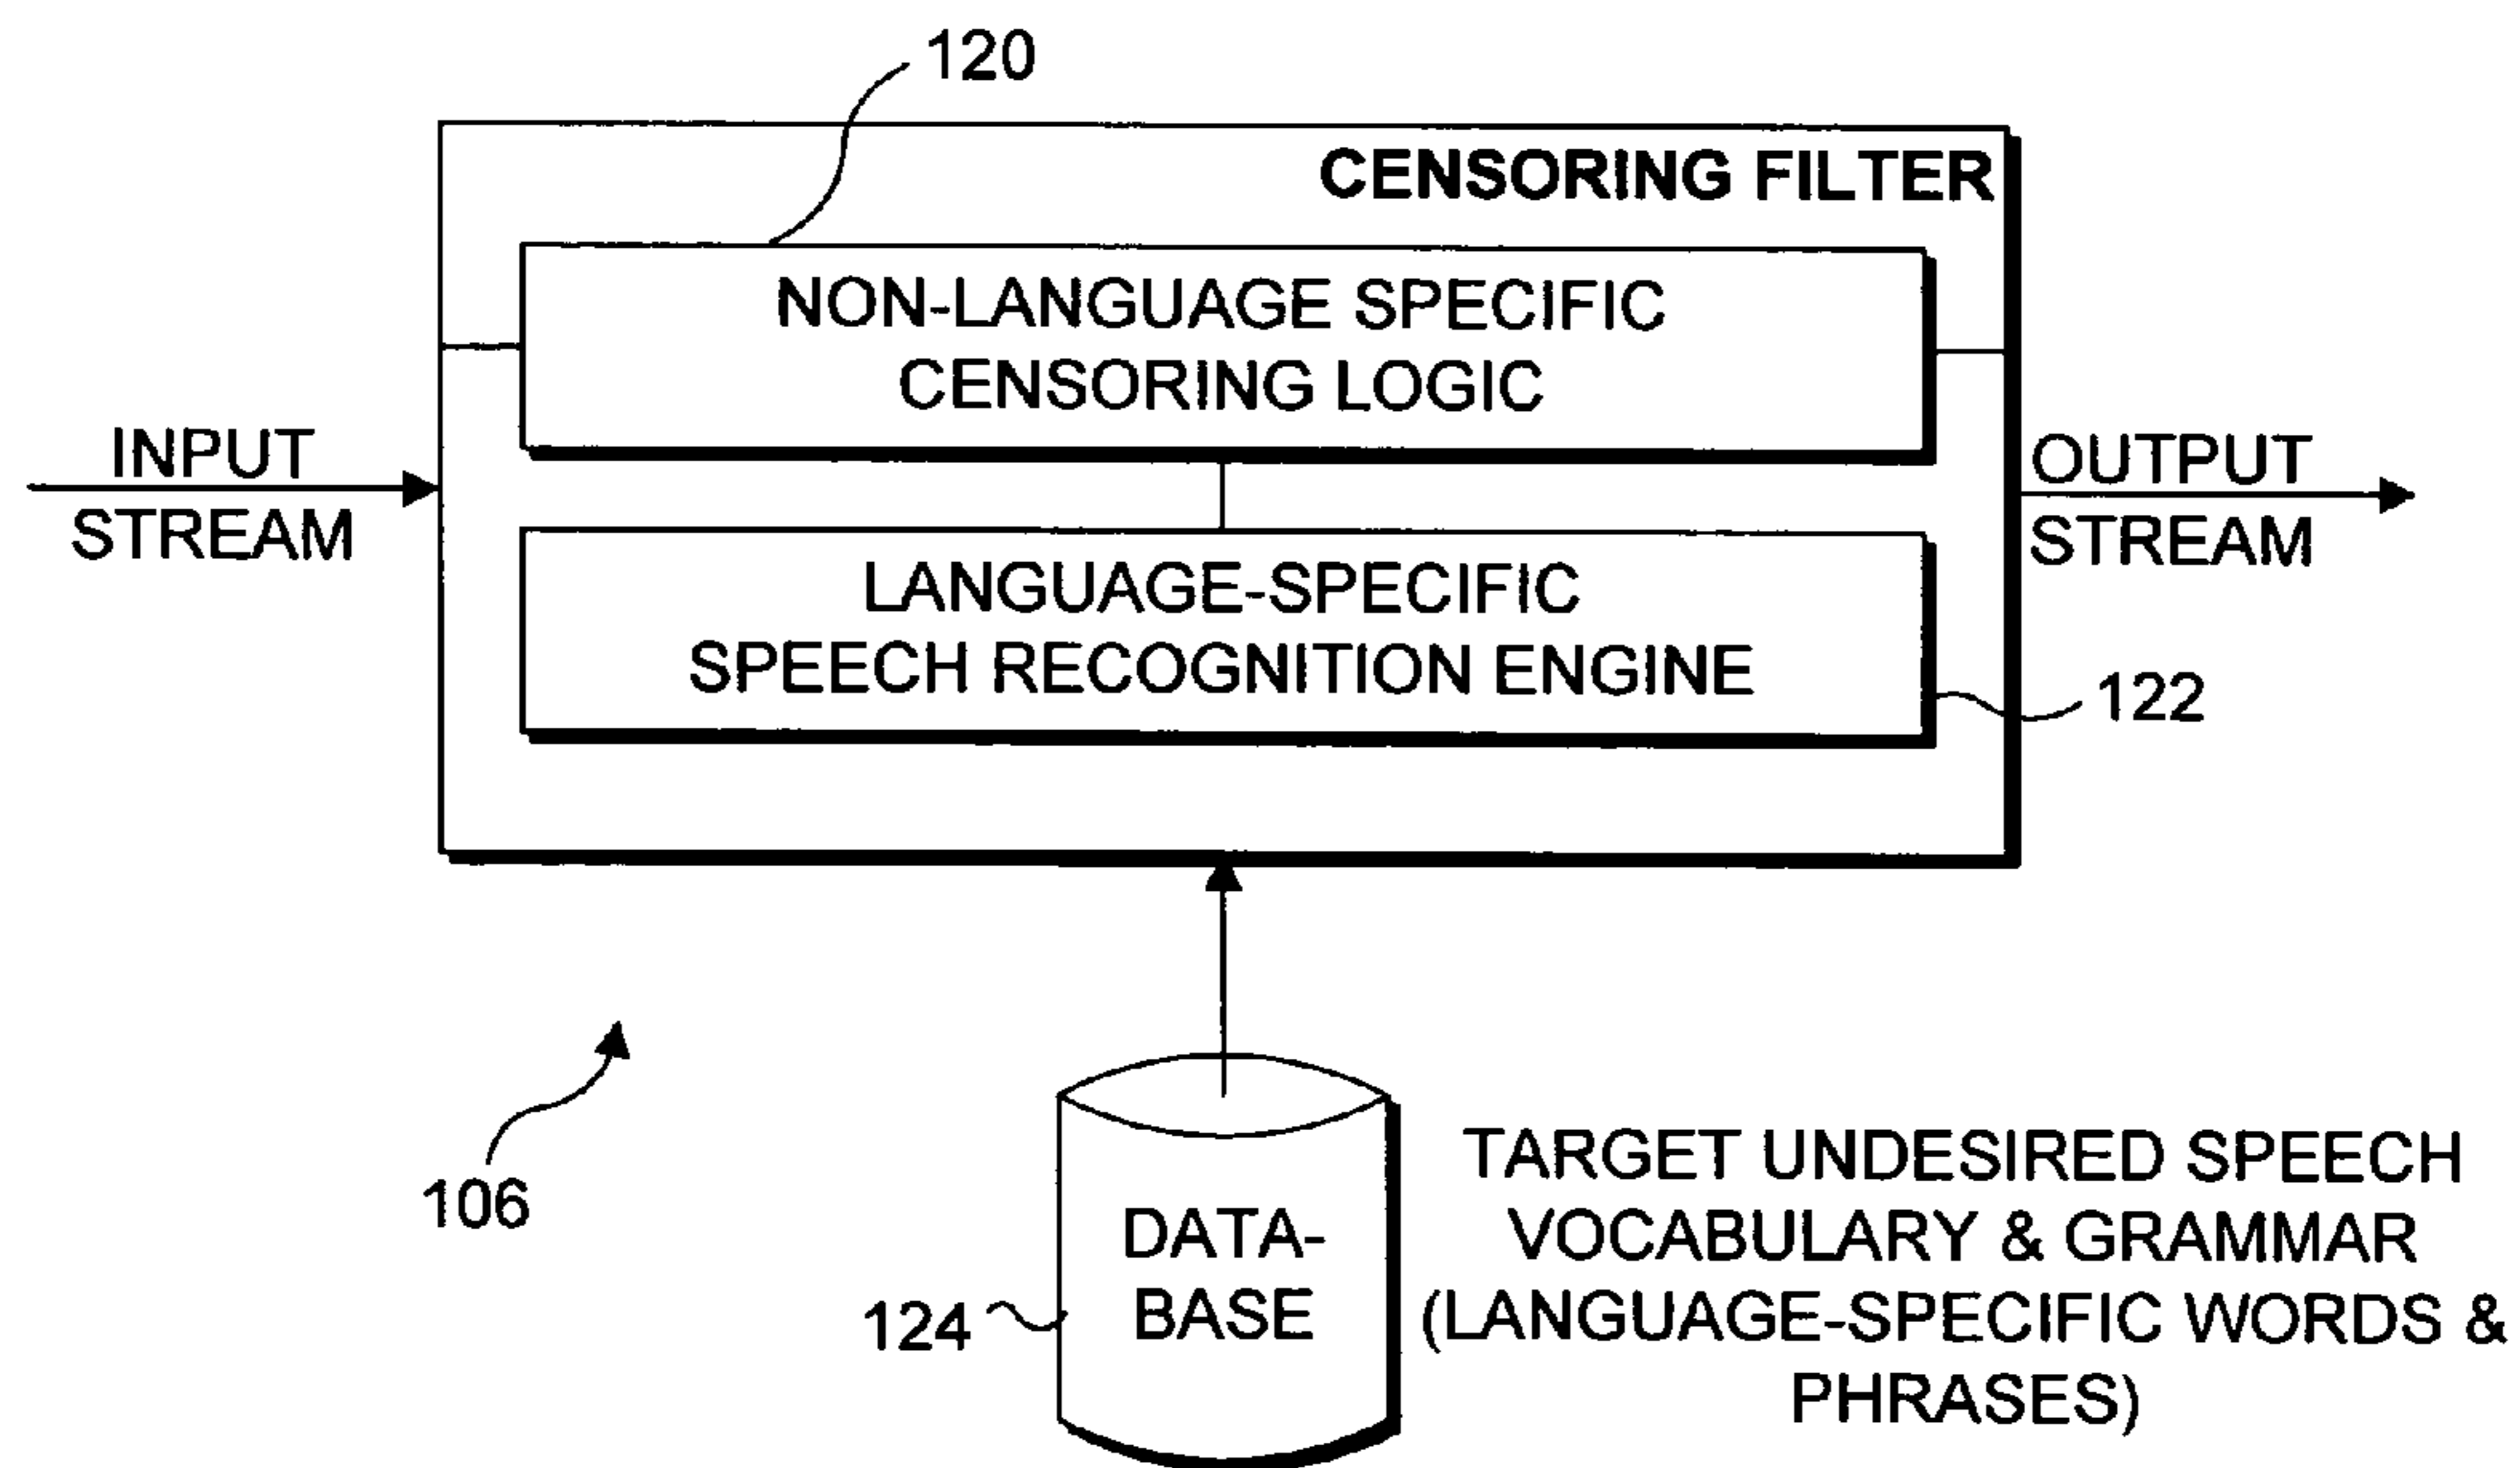 120
CENSORING FILTER
NON-LANGUAGE SPECIFIC
CENSORING LOGIC
INPUT
STREAM
OUTPUT
STREAM
LANGUAGE-SPECIFIC
SPEECH RECOGNITION ENGINE
122
106
124
DATA-
BASE
TARGET UNDESIRED SPEECH
VOCABULARY & GRAMMAR
(LANGUAGE-SPECIFIC WORDS &
PHRASES)